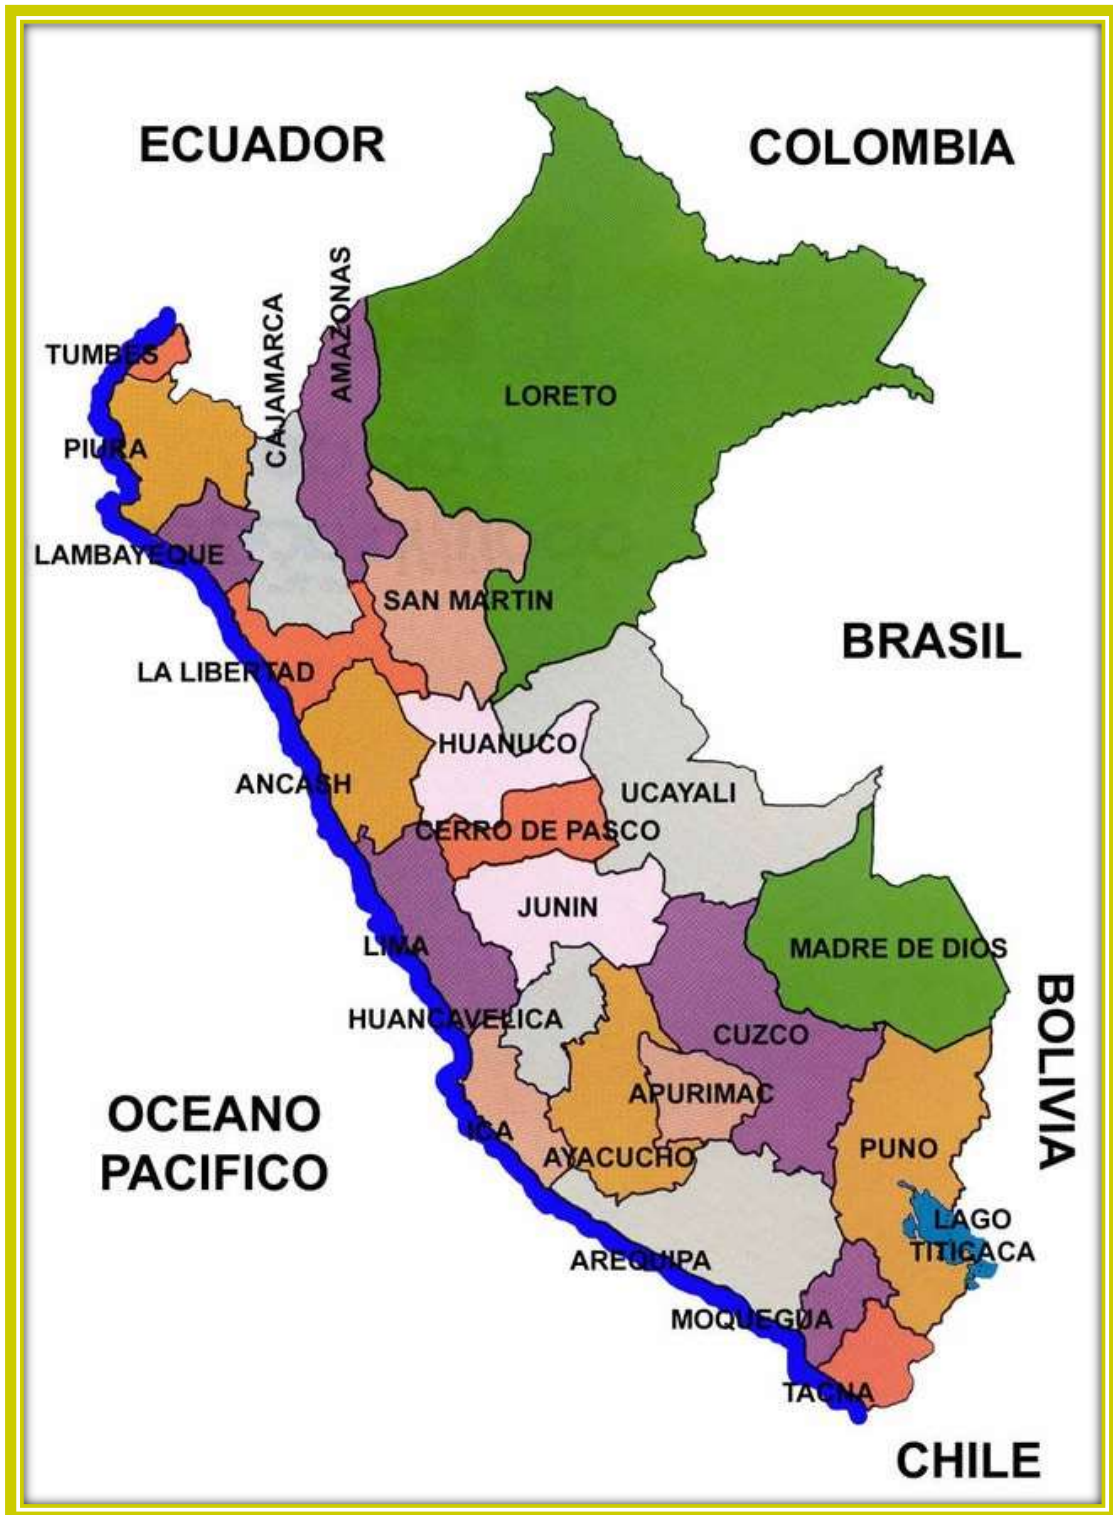 ECUADOR
COLOMBIA
AMAZONAS
CAJAMARCA
TUMBES
LORETO
PIURA
LAMBAYEQUE
SAN MARTIN
BRASIL
LA LIBERTAD
HUANUCO
ANCASH
UCAYALI
CERRO DE PASCO
JUNIN
LIMA
MADRE DE DIOS
HUANCAVELICA
CUZCO
BOLIVIA
APURIMAC
OCEANO
PACIFICO
ICA
AYACUCHO
PUNO
LAGO
TITICACA
AREQUIPA
MOQUEGUA
TACNA
CHILE